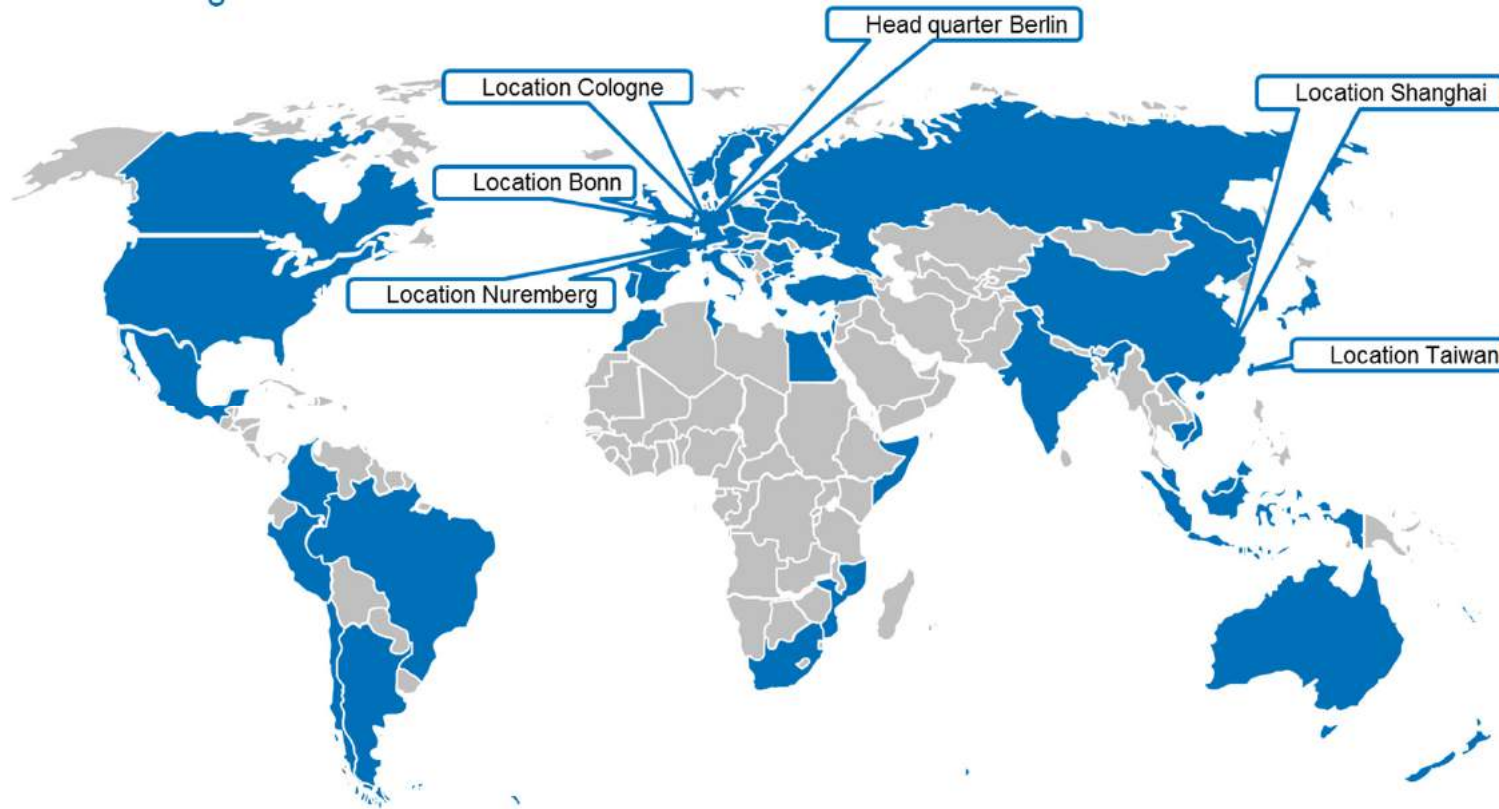 Head quarter Berlin
Location Cologne
Location Shanghai
Location Bonn
Location Nuremberg
Location Taiwan